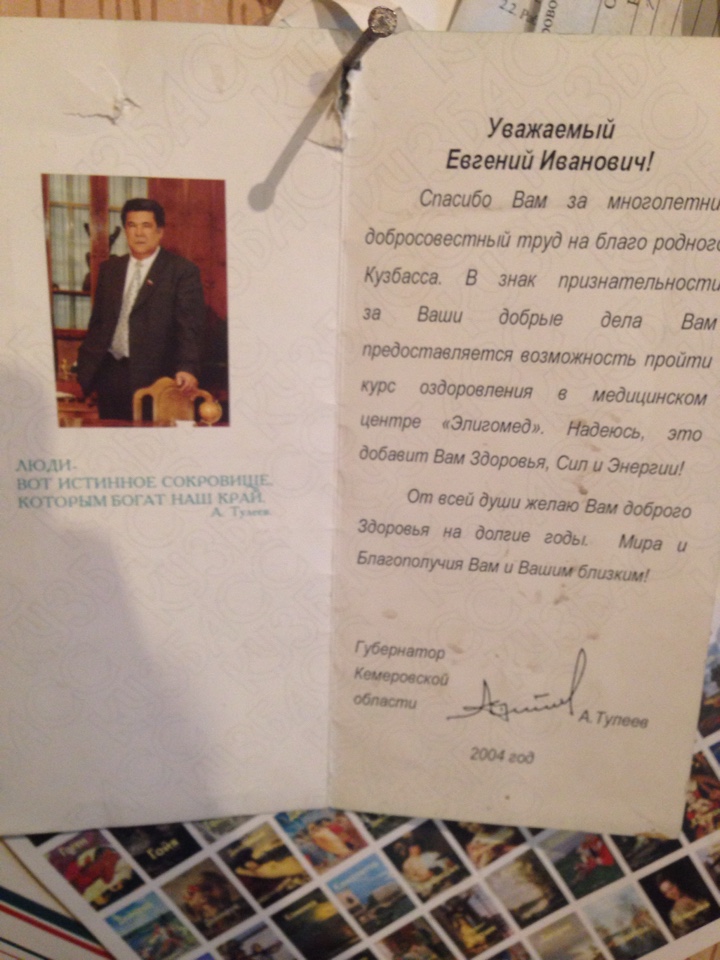 22.
ЛЮДИ-
ВОТ ИСТИННОЕ СОКРОВИЩЕ,
КОТОРЫМ БОГАТ НАШ КРАЙ.
А. Тулеев
Уважаемый
Евгений Иванович!
Спасибо Вам за многолетни
добросовестный труд на благо родного
Кузбасса. В знак признательности
за Ваши добрые дела Вам
предоставляется возможность пройти
курс оздоровления в медицинском
центре «Элигомед». Надеюсь, это
добавит Вам Здоровья, Сил и Энергии!
От всей души желаю Вам доброго
Здоровья на долгие годы. Мира и
Благополучия Вам и Вашим близким!
Губернатор
Кемеровской
области
А.Тулеев
2004 год
Гойя